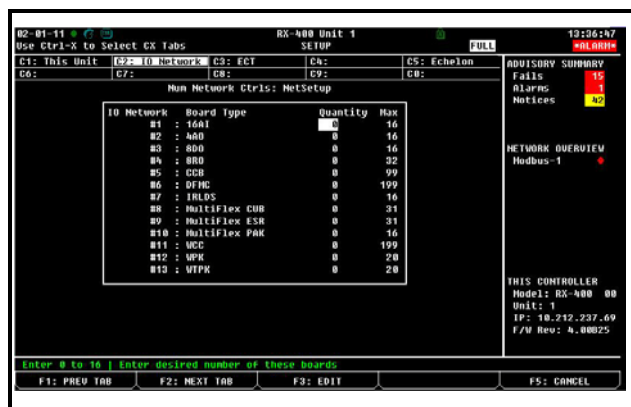 02-01-11 RX-400 Unit 1 13:36:47
Use Ctrl-X to Select CX Tabs SETUP FULL *ALARM*
C1: This Unit C2: IO Network C3: ECT C4: C5: Echelon
C6: C7: C8: C9: C0:
Num Network Ctrls: NetSetup
IO Network Board Type Quantity Max
#1 : 16AI 0 16
#2 : 4AO 0 16
#3 : 8DO 0 16
#4 : 8RO 0 32
#5 : CCB 0 99
#6 : DFMC 0 199
#7 : IRLDS 0 16
#8 : MultiFlex CUB 0 31
#9 : MultiFlex ESR 0 31
#10 : MultiFlex PAK 0 16
#11 : WCC 0 199
#12 : WPK 0 20
#13 : WTPK 0 20
ADVISORY SUMMARY
Fails 15
Alarms 1
Notices 42
NETWORK OVERVIEW
Modbus-1
THIS CONTROLLER
Model: RX-400 00
Unit: 1
IP: 10.212.237.69
F/W Rev: 4.00B25
Enter 0 to 16 | Enter desired number of these boards
F1: PREV TAB F2: NEXT TAB F3: EDIT F5: CANCEL